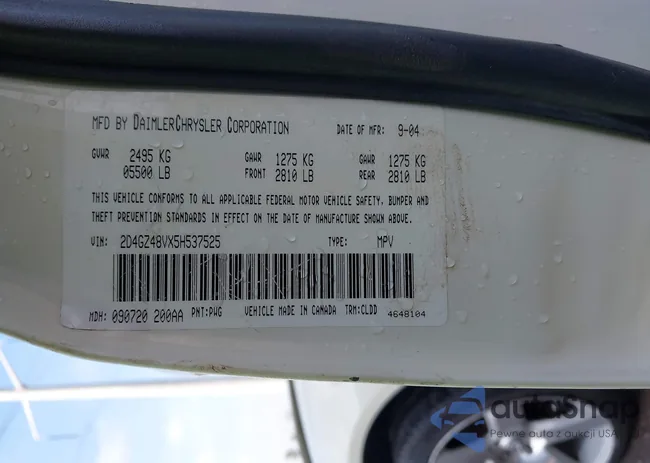 MFD BY DAIMLERCHRYSLER CORPORATION DATE OF MFR: 9-04
GVWR 2495 KG GAWR 1275 KG GAWR 1275 KG
05500 LB FRONT 2810 LB REAR 2810 LB
THIS VEHICLE CONFORMS TO ALL APPLICABLE FEDERAL MOTOR VEHICLE SAFETY, BUMPER AND
THEFT PREVENTION STANDARDS IN EFFECT ON THE DATE OF MANUFACTURE SHOWN ABOVE.
VIN: 2D4GZ48VX5H537525 TYPE: MPV
MDH: 090720 200AA PNT:PWG VEHICLE MADE IN CANADA TRM:CLDD 4648104
autoSnap
Pewne auta z aukcji USA